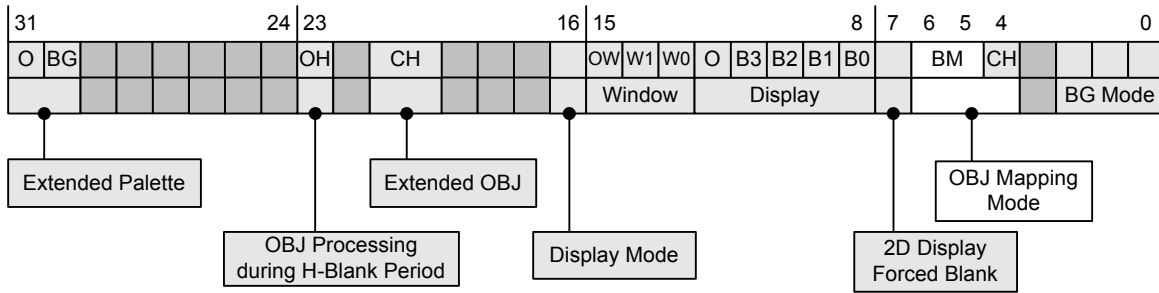 31 24 23 16 15 8 7 6 5 4 0
O BG OH CH OW W1 W0 O B3 B2 B1 B0 BM CH
Window Display BG Mode
Extended Palette
Extended OBJ
OBJ Mapping
Mode
OBJ Processing
during H-Blank Period
Display Mode
2D Display
Forced Blank